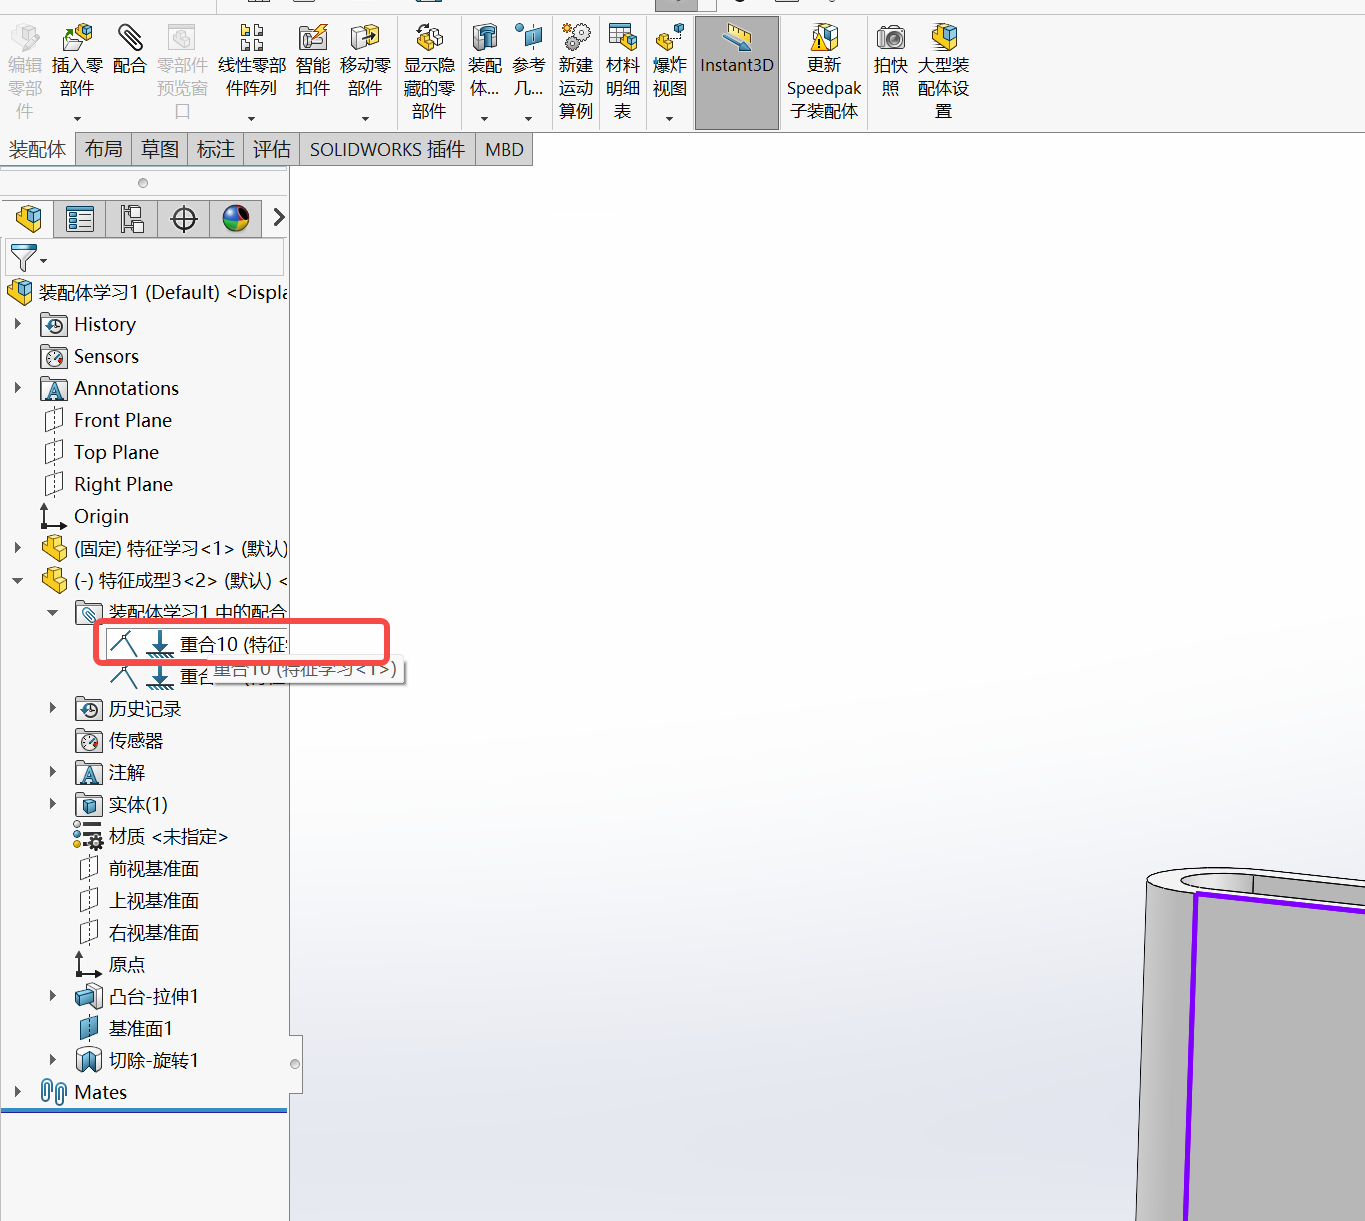 编辑零部件
插入零部件
配合
零部件预览窗口
线性零部件阵列
智能扣件
移动零部件
显示隐藏的零部件
装配体...
参考几...
新建运动算例
材料明细表
爆炸视图
Instant3D
更新 Speedpak 子装配体
拍快照
大型装配体设置
装配体 布局 草图 标注 评估 SOLIDWORKS 插件 MBD
装配体学习1 (Default) <Displa
History
Sensors
Annotations
Front Plane
Top Plane
Right Plane
Origin
(固定) 特征学习<1> (默认)
(-) 特征成型3<2> (默认) <
装配体学习1 中的配合
重合10 (特征
重合10 (特征学习<1>)
重合
历史记录
传感器
注解
实体(1)
材质 <未指定>
前视基准面
上视基准面
右视基准面
原点
凸台-拉伸1
基准面1
切除-旋转1
Mates